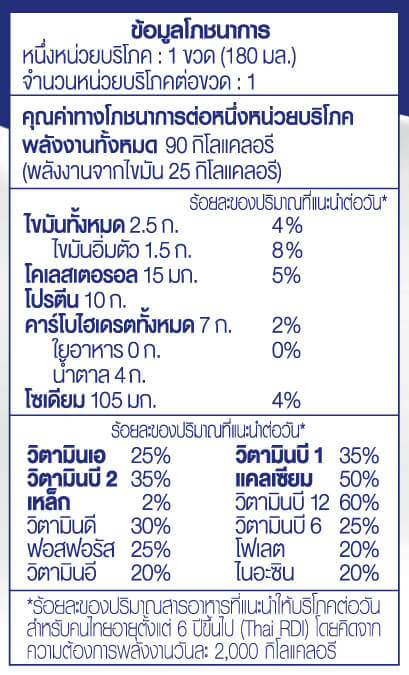 ข้อมูลโภชนาการ
หนึ่งหน่วยบริโภค : 1 ขวด (180 มล.)
จำนวนหน่วยบริโภคต่อขวด : 1
คุณค่าทางโภชนาการต่อหนึ่งหน่วยบริโภค
พลังงานทั้งหมด 90 กิโลแคลอรี
(พลังงานจากไขมัน 25 กิโลแคลอรี)
ร้อยละของปริมาณที่แนะนำต่อวัน*
ไขมันทั้งหมด 2.5 ก. 4%
ไขมันอิ่มตัว 1.5 ก. 8%
โคเลสเตอรอล 15 มก. 5%
โปรตีน 10 ก.
คาร์โบไฮเดรตทั้งหมด 7 ก. 2%
ใยอาหาร 0 ก. 0%
น้ำตาล 4 ก.
โซเดียม 105 มก. 4%
ร้อยละของปริมาณที่แนะนำต่อวัน*
วิตามินเอ 25% วิตามินบี 1 35%
วิตามินบี 2 35% แคลเซียม 50%
เหล็ก 2% วิตามินบี 12 60%
วิตามินดี 30% วิตามินบี 6 25%
ฟอสฟอรัส 25% โฟเลต 20%
วิตามินอี 20% ไนอะซิน 20%
*ร้อยละของปริมาณสารอาหารที่แนะนำให้บริโภคต่อวัน
สำหรับคนไทยอายุตั้งแต่ 6 ปีขึ้นไป (Thai RDI) โดยคิดจาก
ความต้องการพลังงานวันละ 2,000 กิโลแคลอรี